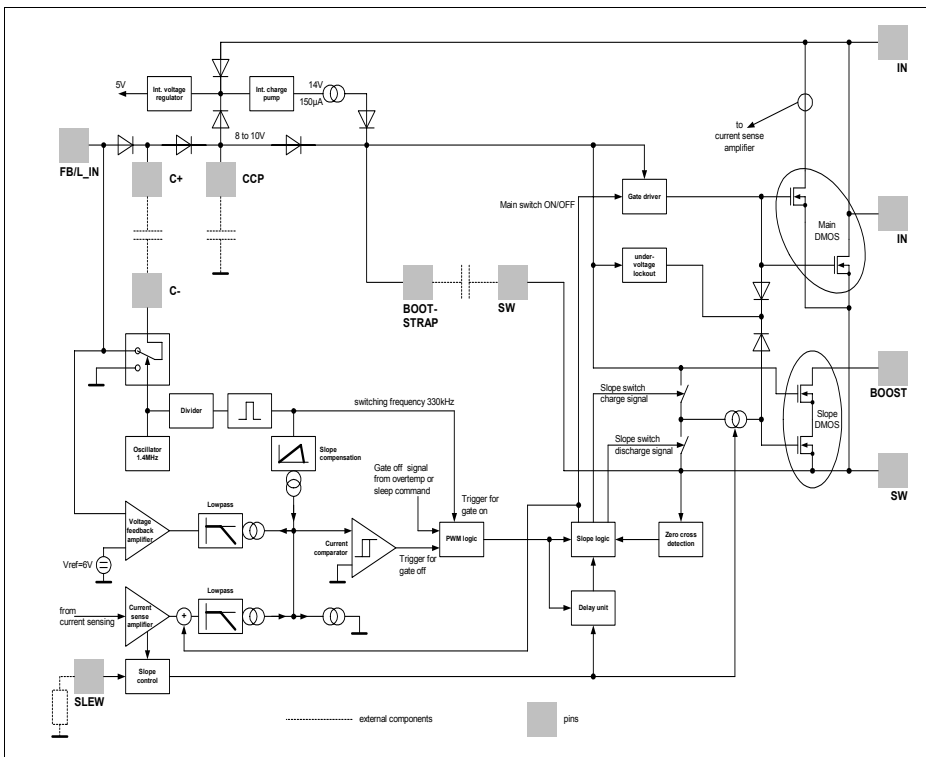 IN
5V
Int. voltage
regulator
Int. charge
pump
14V
150µA
to
current sense
amplifier
8 to 10V
FB/L_IN
C+
CCP
Main switch ON/OFF
Gate driver
IN
Main
DMOS
under-
voltage
lockout
C-
BOOT-
STRAP
SW
BOOST
Slope switch
charge signal
Slope
DMOS
Divider
switching frequency 330kHz
Oscillator
1.4MHz
Slope
compensation
Slope switch
discharge signal
SW
Gate off signal
from overtemp or
sleep command
Trigger for
gate on
Voltage
feedback
amplifier
Lowpass
Current
comparator
PWM logic
Slope logic
Zero cross
detection
Vref=6V
Trigger for
gate off
from
current sensing
Current
sense
amplifier
+
Lowpass
Delay unit
SLEW
Slope
control
external components
pins